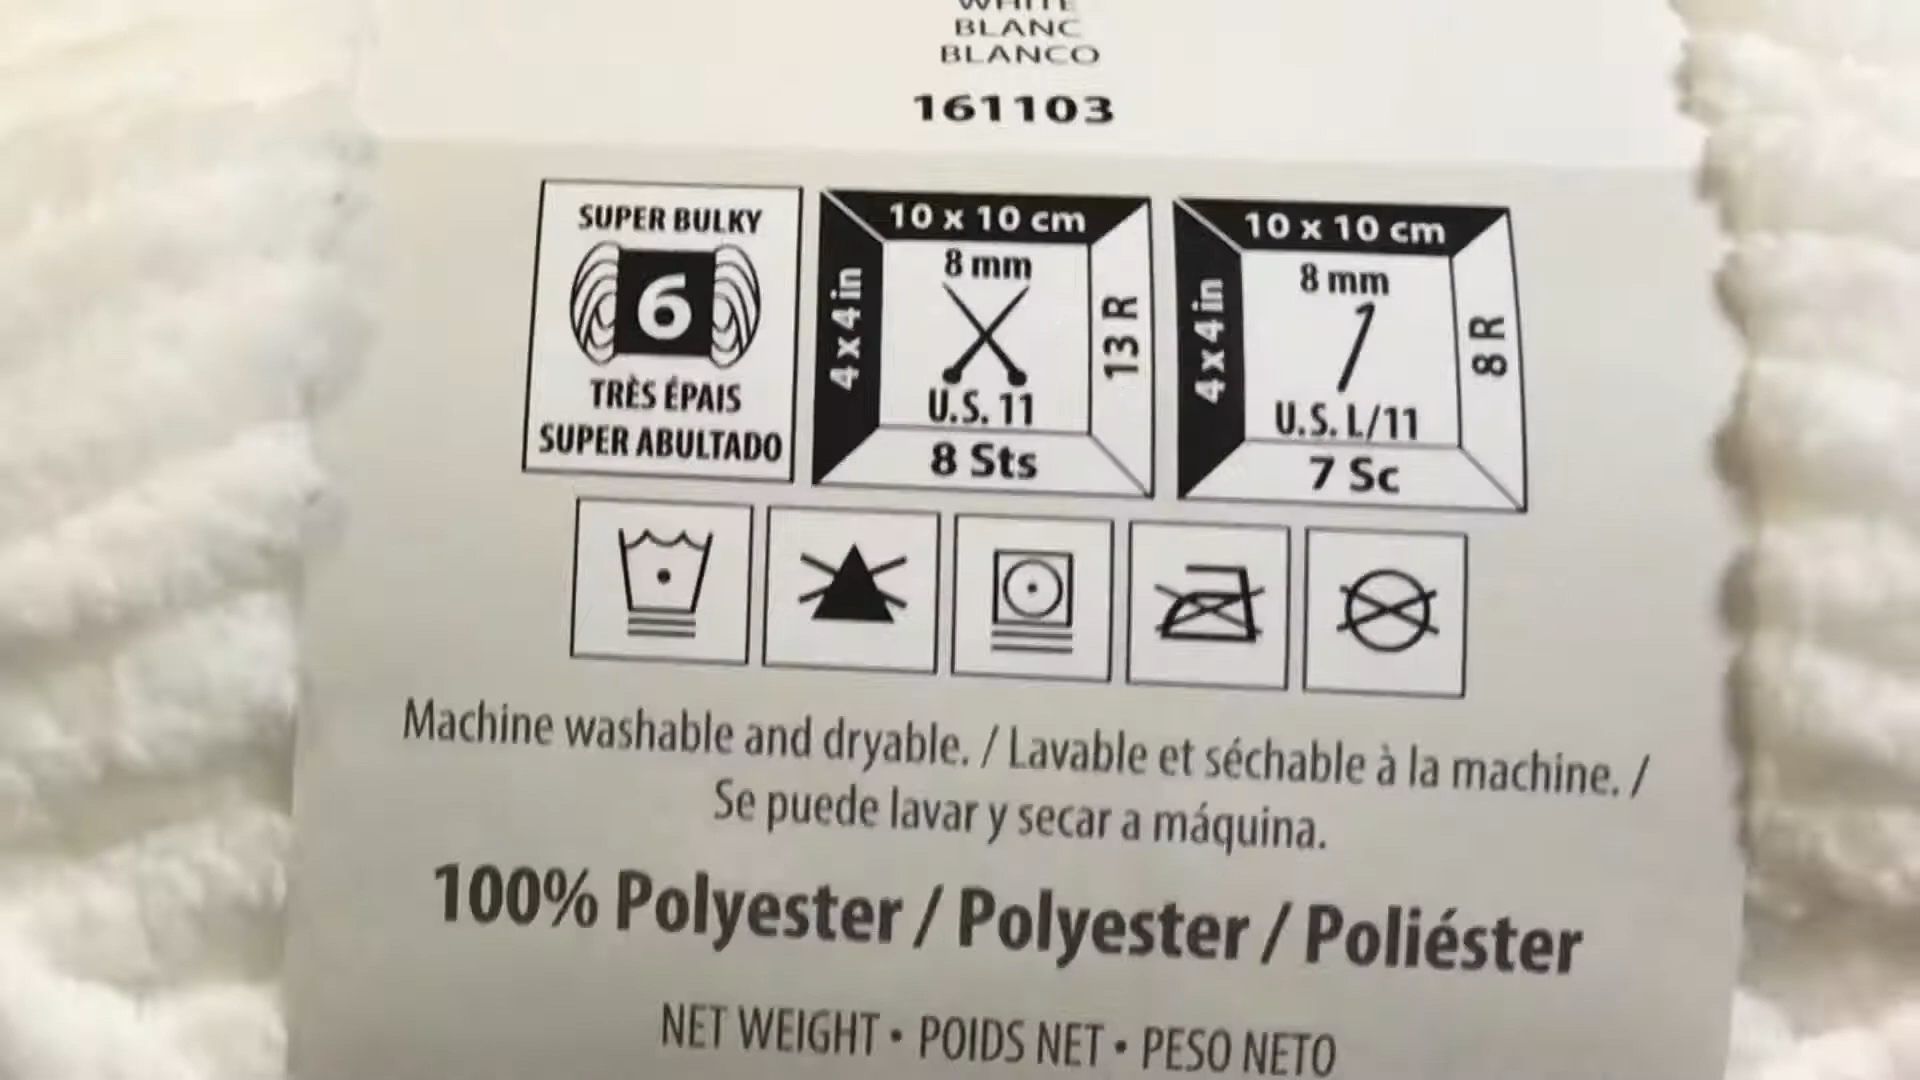 WHITE
BLANC
BLANCO
161103
SUPER BULKY
6
TRÈS ÉPAIS
SUPER ABULTADO
10 x 10 cm
4 x 4 in
8 mm
13 R
U.S. 11
8 Sts
10 x 10 cm
4 x 4 in
8 mm
8 R
U.S. L/11
7 Sc
Machine washable and dryable. / Lavable et séchable à la machine. /
Se puede lavar y secar a máquina.
100% Polyester / Polyester / Poliéster
NET WEIGHT • POIDS NET • PESO NETO